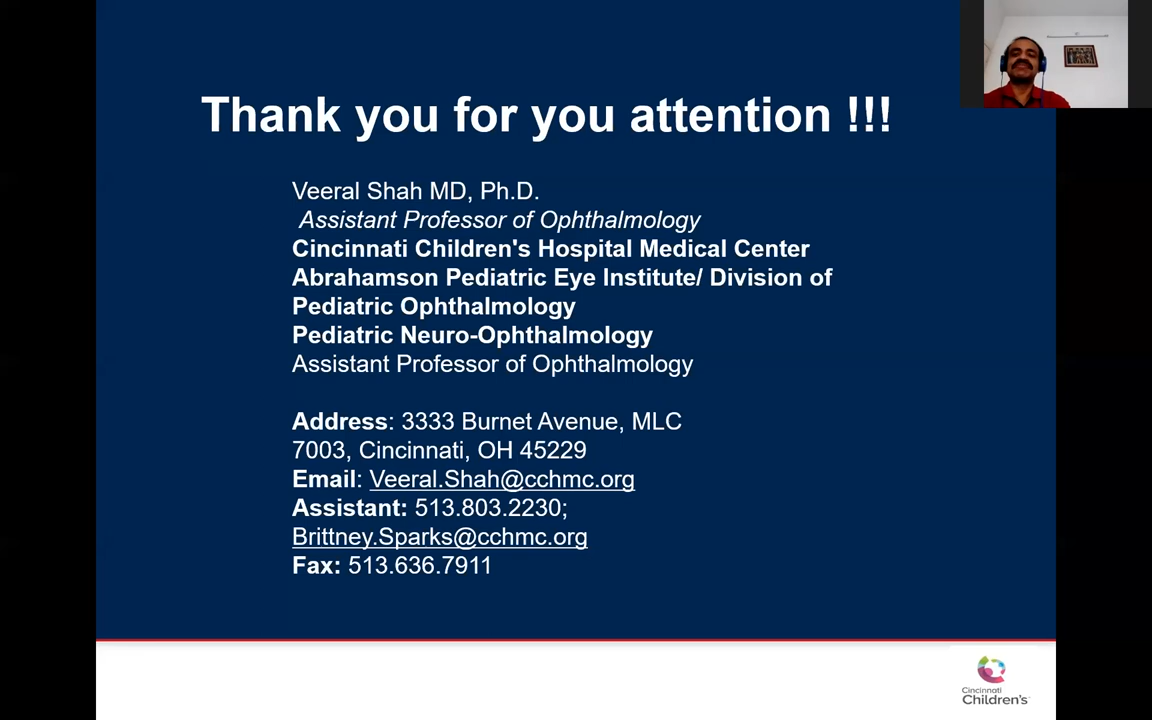 Thank you for you attention !!!
Veeral Shah MD, Ph.D.
Assistant Professor of Ophthalmology
Cincinnati Children's Hospital Medical Center
Abrahamson Pediatric Eye Institute/ Division of
Pediatric Ophthalmology
Pediatric Neuro-Ophthalmology
Assistant Professor of Ophthalmology
Address: 3333 Burnet Avenue, MLC
7003, Cincinnati, OH 45229
Email: Veeral.Shah@cchmc.org
Assistant: 513.803.2230;
Brittney.Sparks@cchmc.org
Fax: 513.636.7911
Cincinnati
Children's